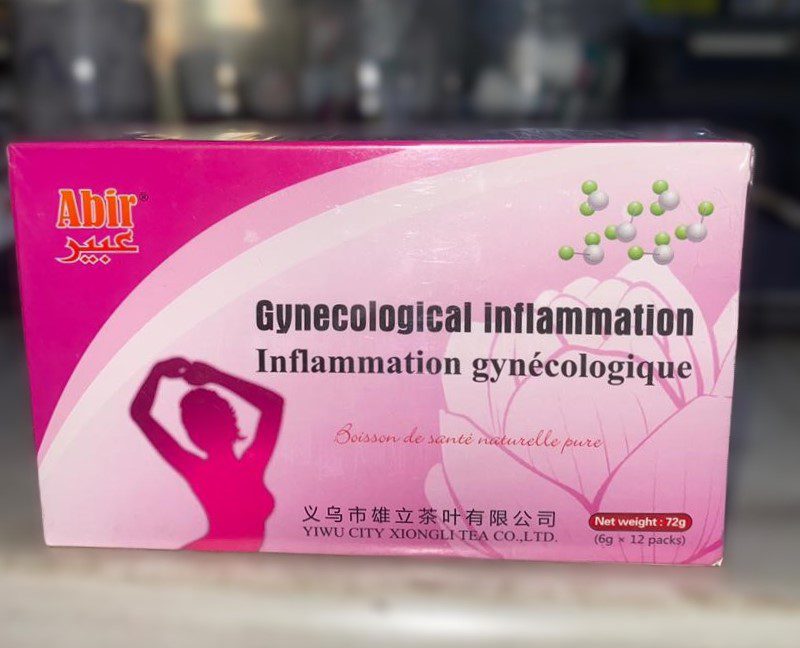 Abir®
عبير
Gynecological inflammation
Inflammation gynécologique
Boisson de santé naturelle pure
义乌市雄立茶叶有限公司
YIWU CITY XIONGLI TEA CO.,LTD.
Net weight : 72g
(6g × 12 packs)